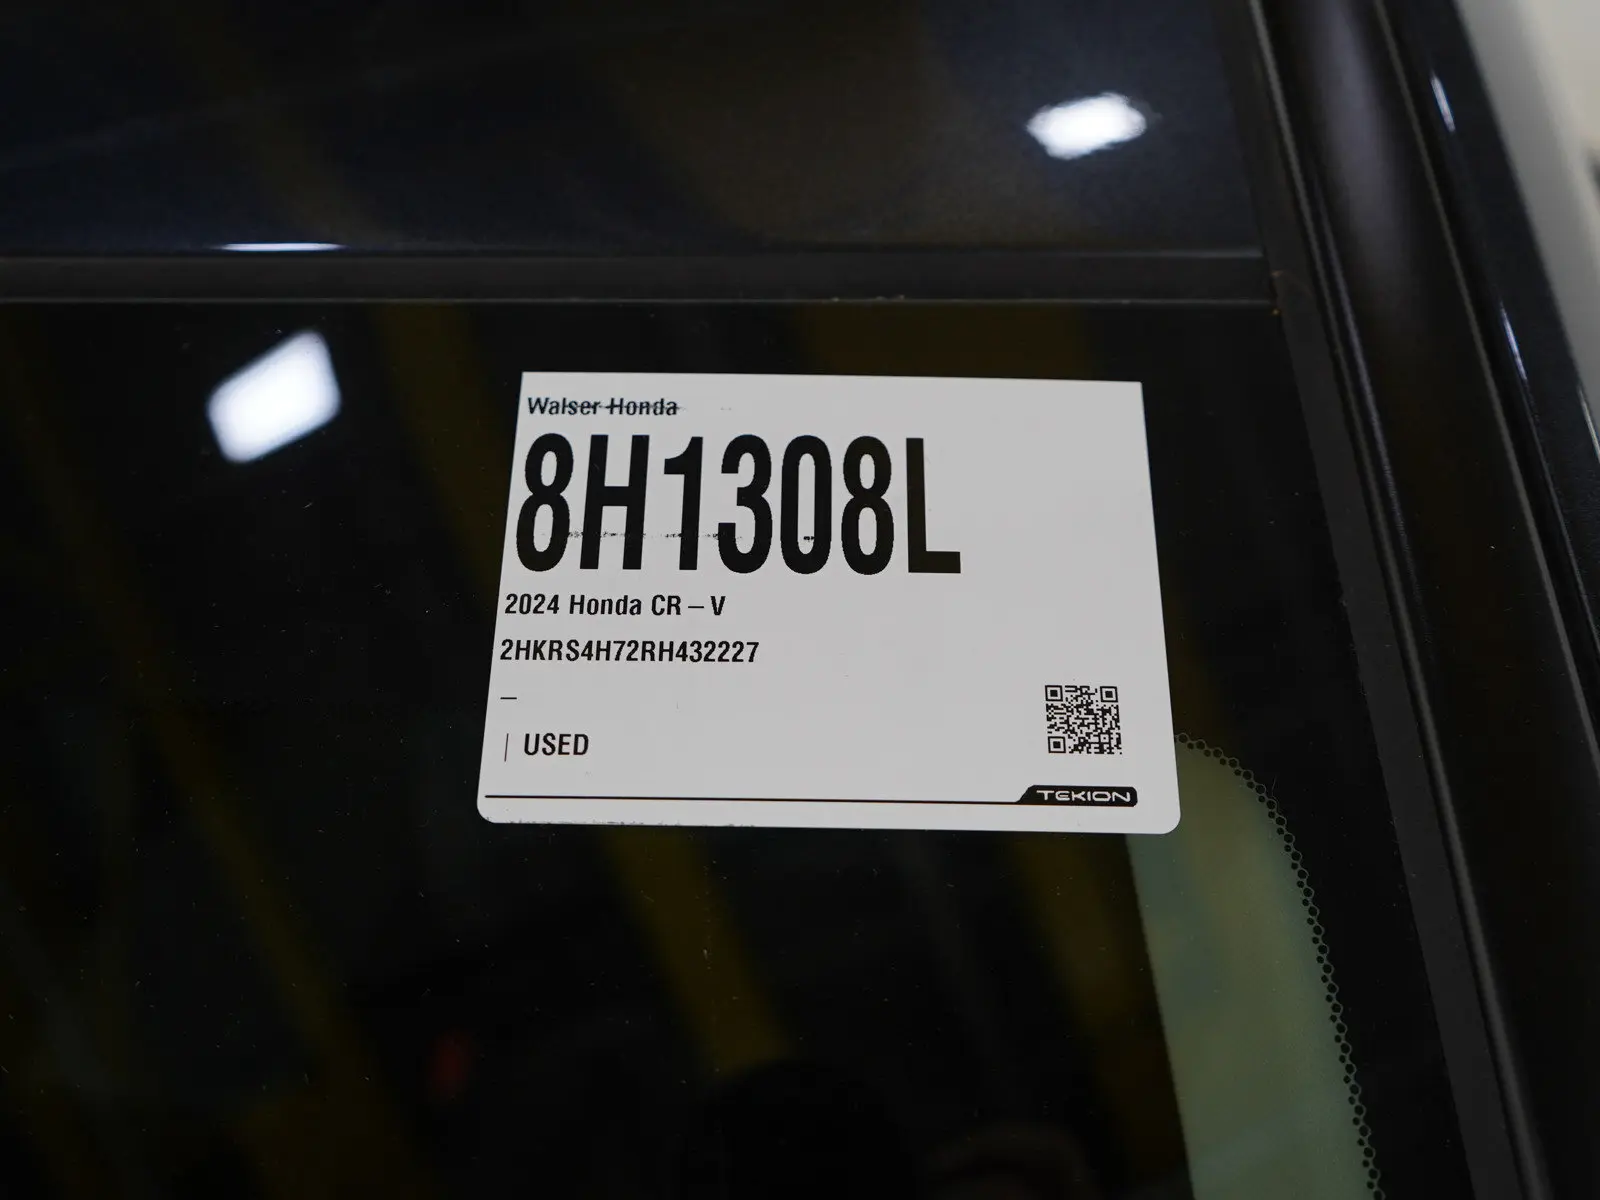 Walser Honda
8H1308L
2024 Honda CR – V
2HKRS4H72RH432227
–
| USED
TEKION